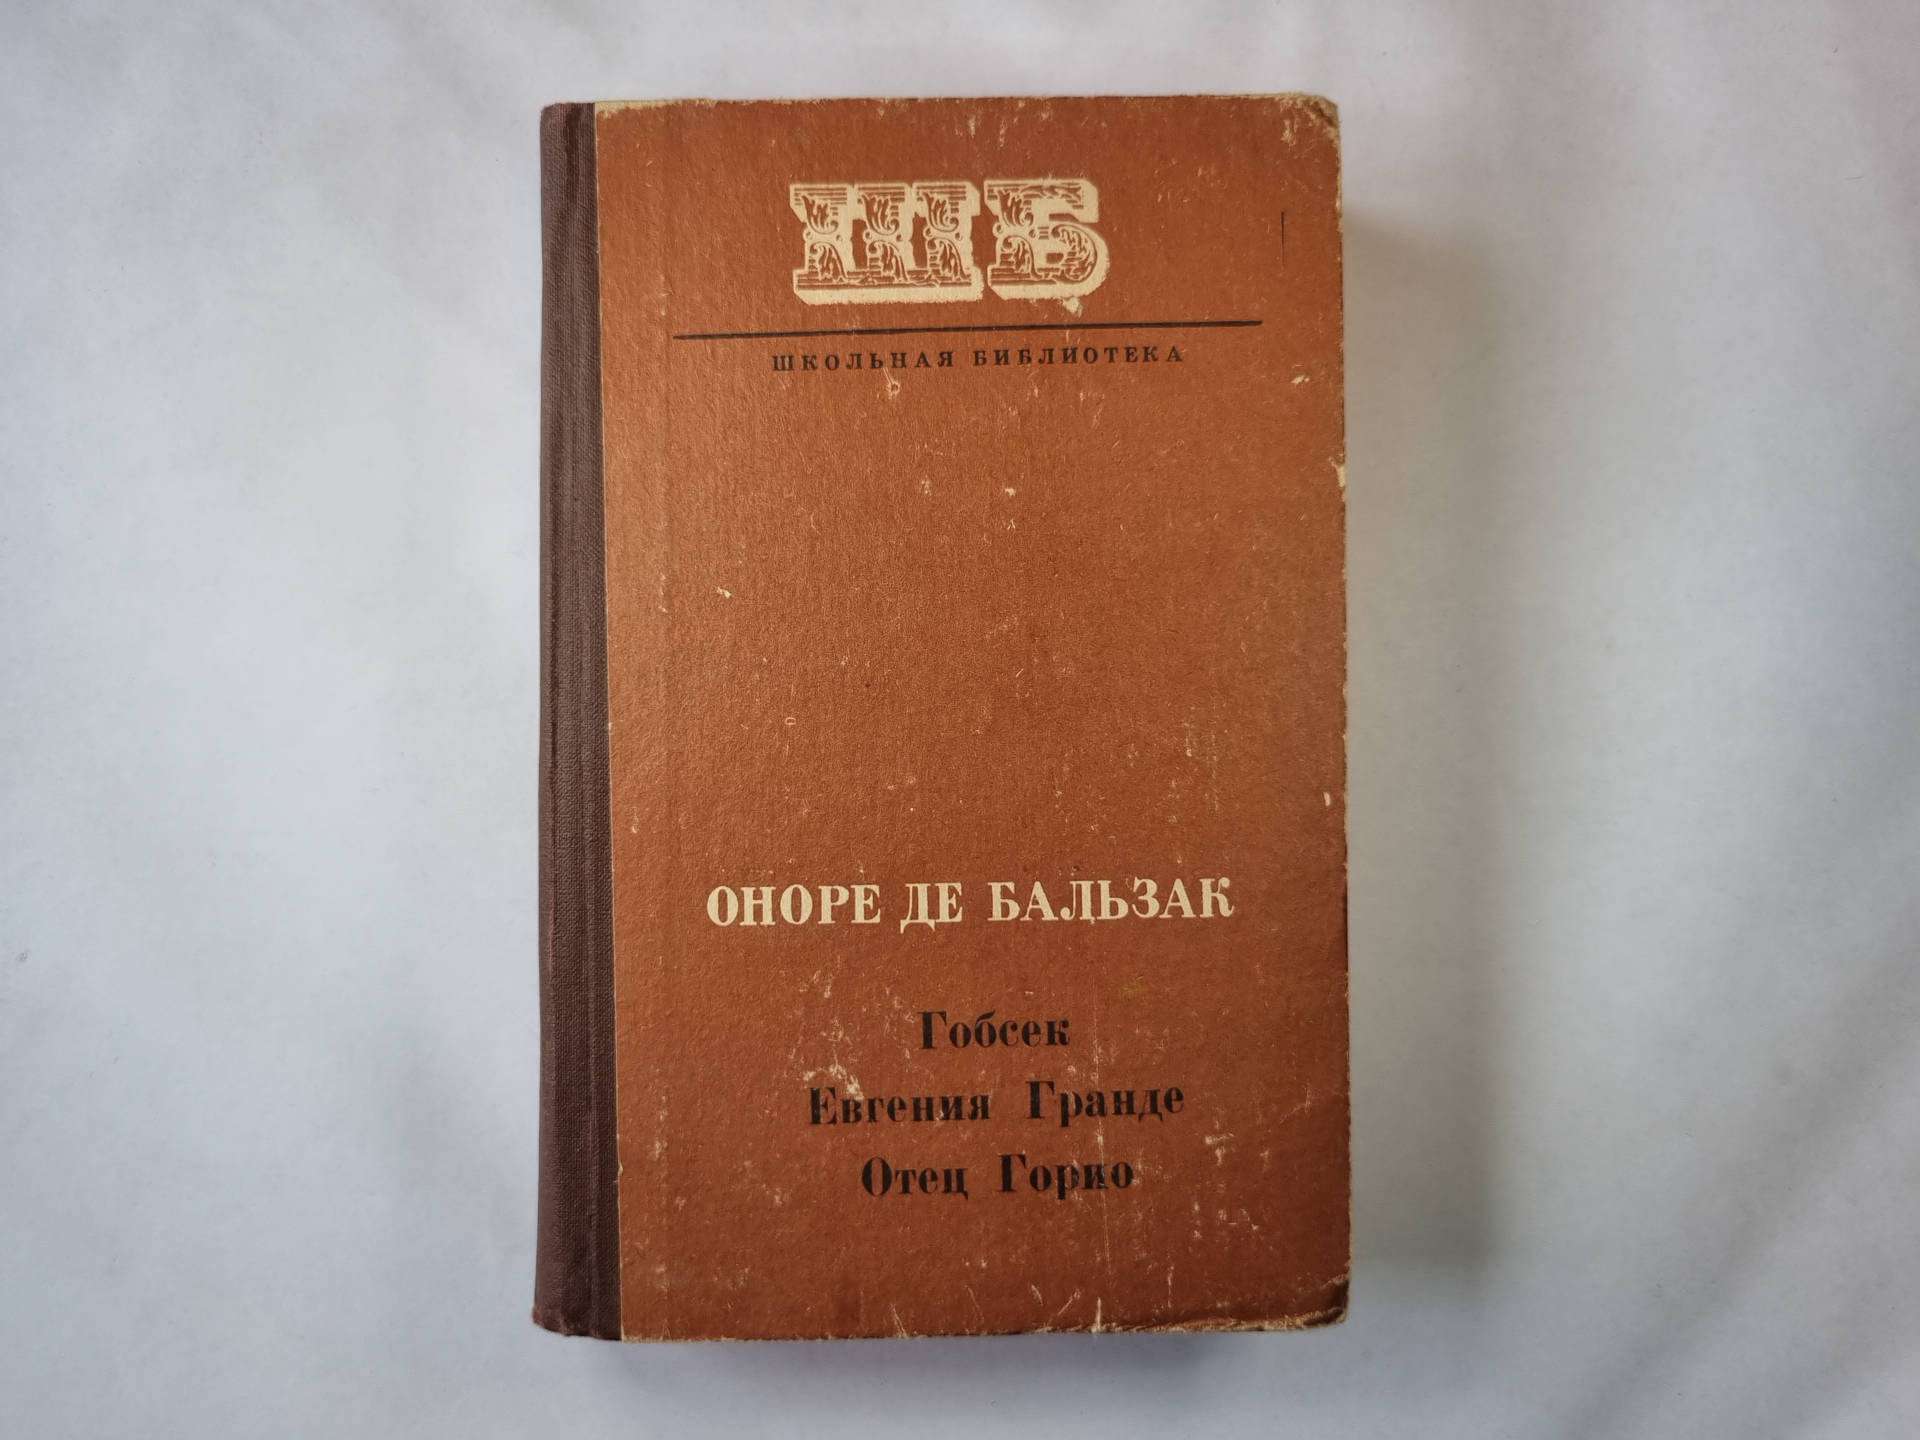 ШБ
ШКОЛЬНАЯ БИБЛИОТЕКА
ОНОРЕ ДЕ БАЛЬЗАК
Гобсек
Евгения Гранде
Отец Горио